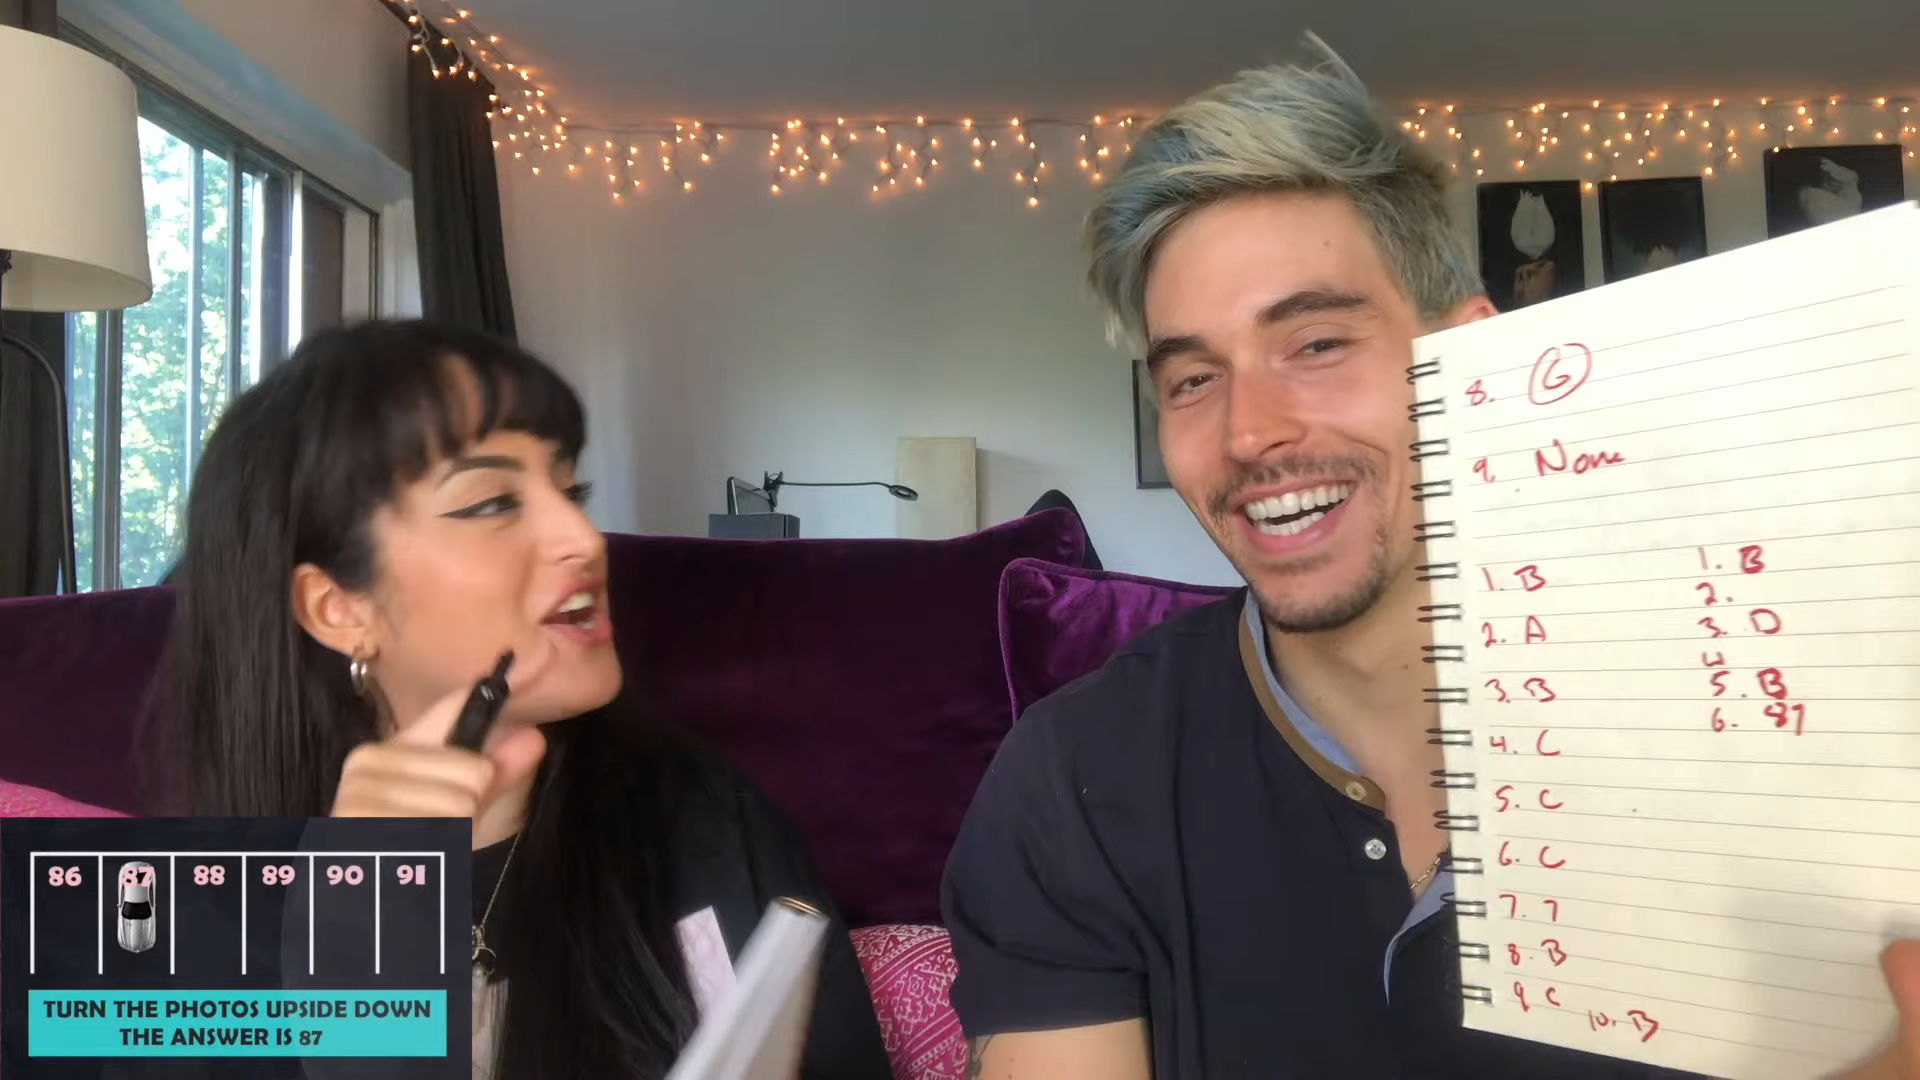 8. G
9. None
1. B
2. A
3. B
4. C
5. C
6. C
7. 7
8. B
9 C
10. B
1. B
2.
3. D
4
5. B
6. 87
86 87 88 89 90 91
TURN THE PHOTOS UPSIDE DOWN
THE ANSWER IS 87